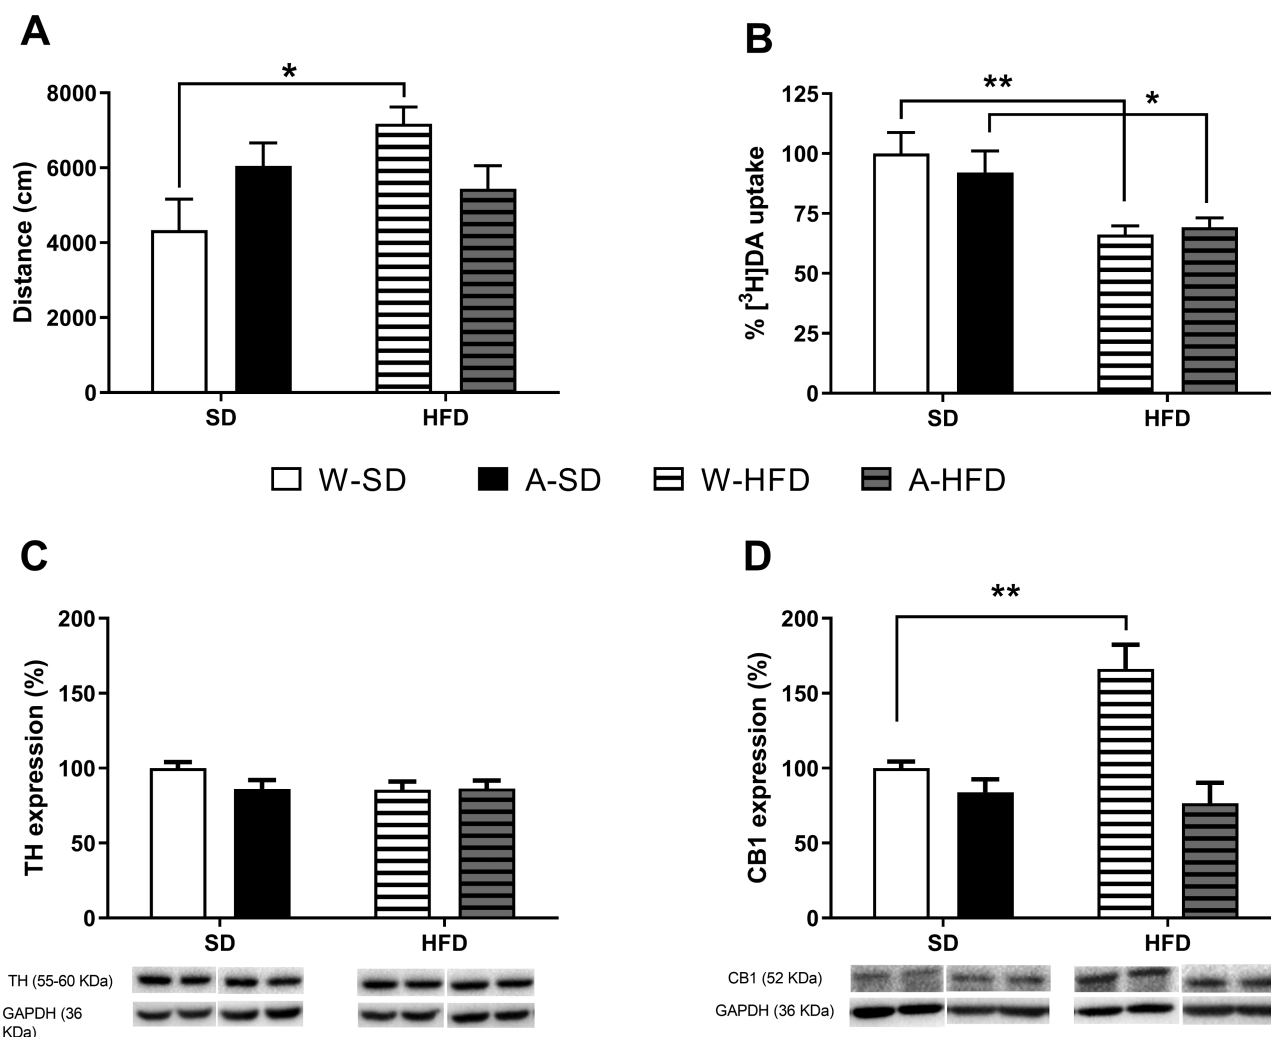 A
*
8000
6000
4000
2000
0
Distance (cm)
SD
HFD
B
**
*
125
100
75
50
25
0
% [³H]DA uptake
SD
HFD
W-SD
A-SD
W-HFD
A-HFD
C
200
150
100
50
0
TH expression (%)
SD
HFD
TH (55-60 KDa)
GAPDH (36
KDa)
D
**
200
150
100
50
0
CB1 expression (%)
SD
HFD
CB1 (52 KDa)
GAPDH (36 KDa)